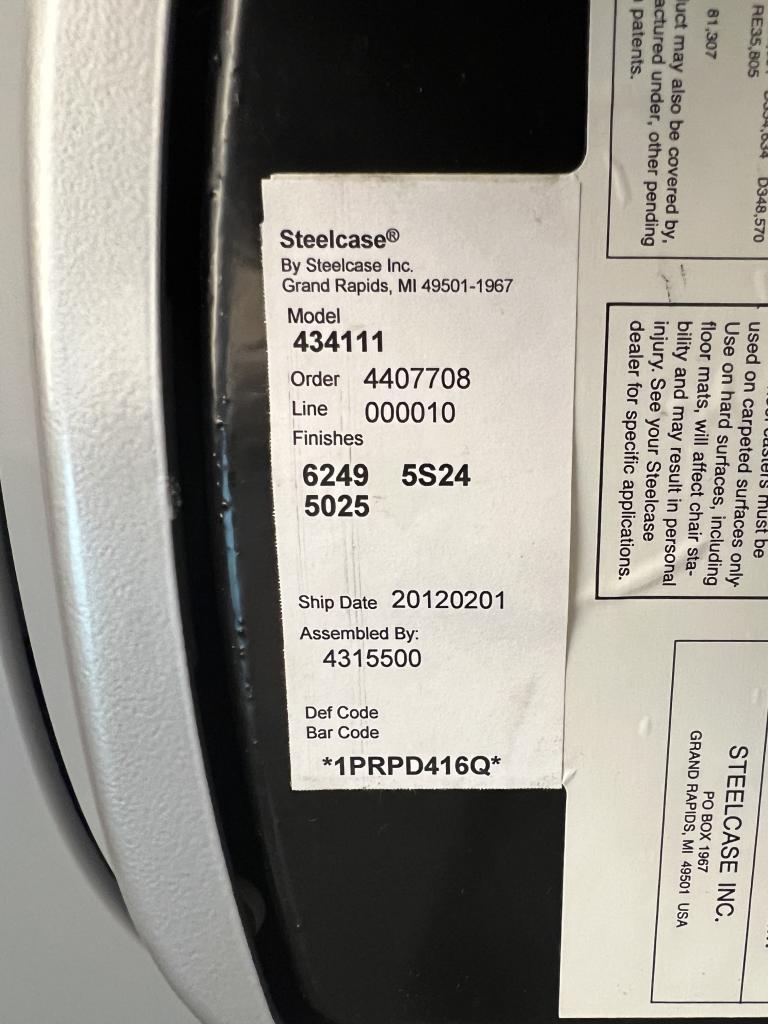 Steelcase®
By Steelcase Inc.
Grand Rapids, MI 49501-1967
Model
434111
Order 4407708
Line 000010
Finishes
6249 5S24
5025
Ship Date 20120201
Assembled By:
4315500
Def Code
Bar Code
*1PRPD416Q*
RE35,805
D348,570
81,307
may also be covered by,
under, other pending
patents.
must be
used on carpeted surfaces only.
Use on hard surfaces, including
floor mats, will affect chair sta-
bility and may result in personal
injury. See your Steelcase
dealer for specific applications.
STEELCASE INC.
PO BOX 1967
GRAND RAPIDS, MI 49501 USA